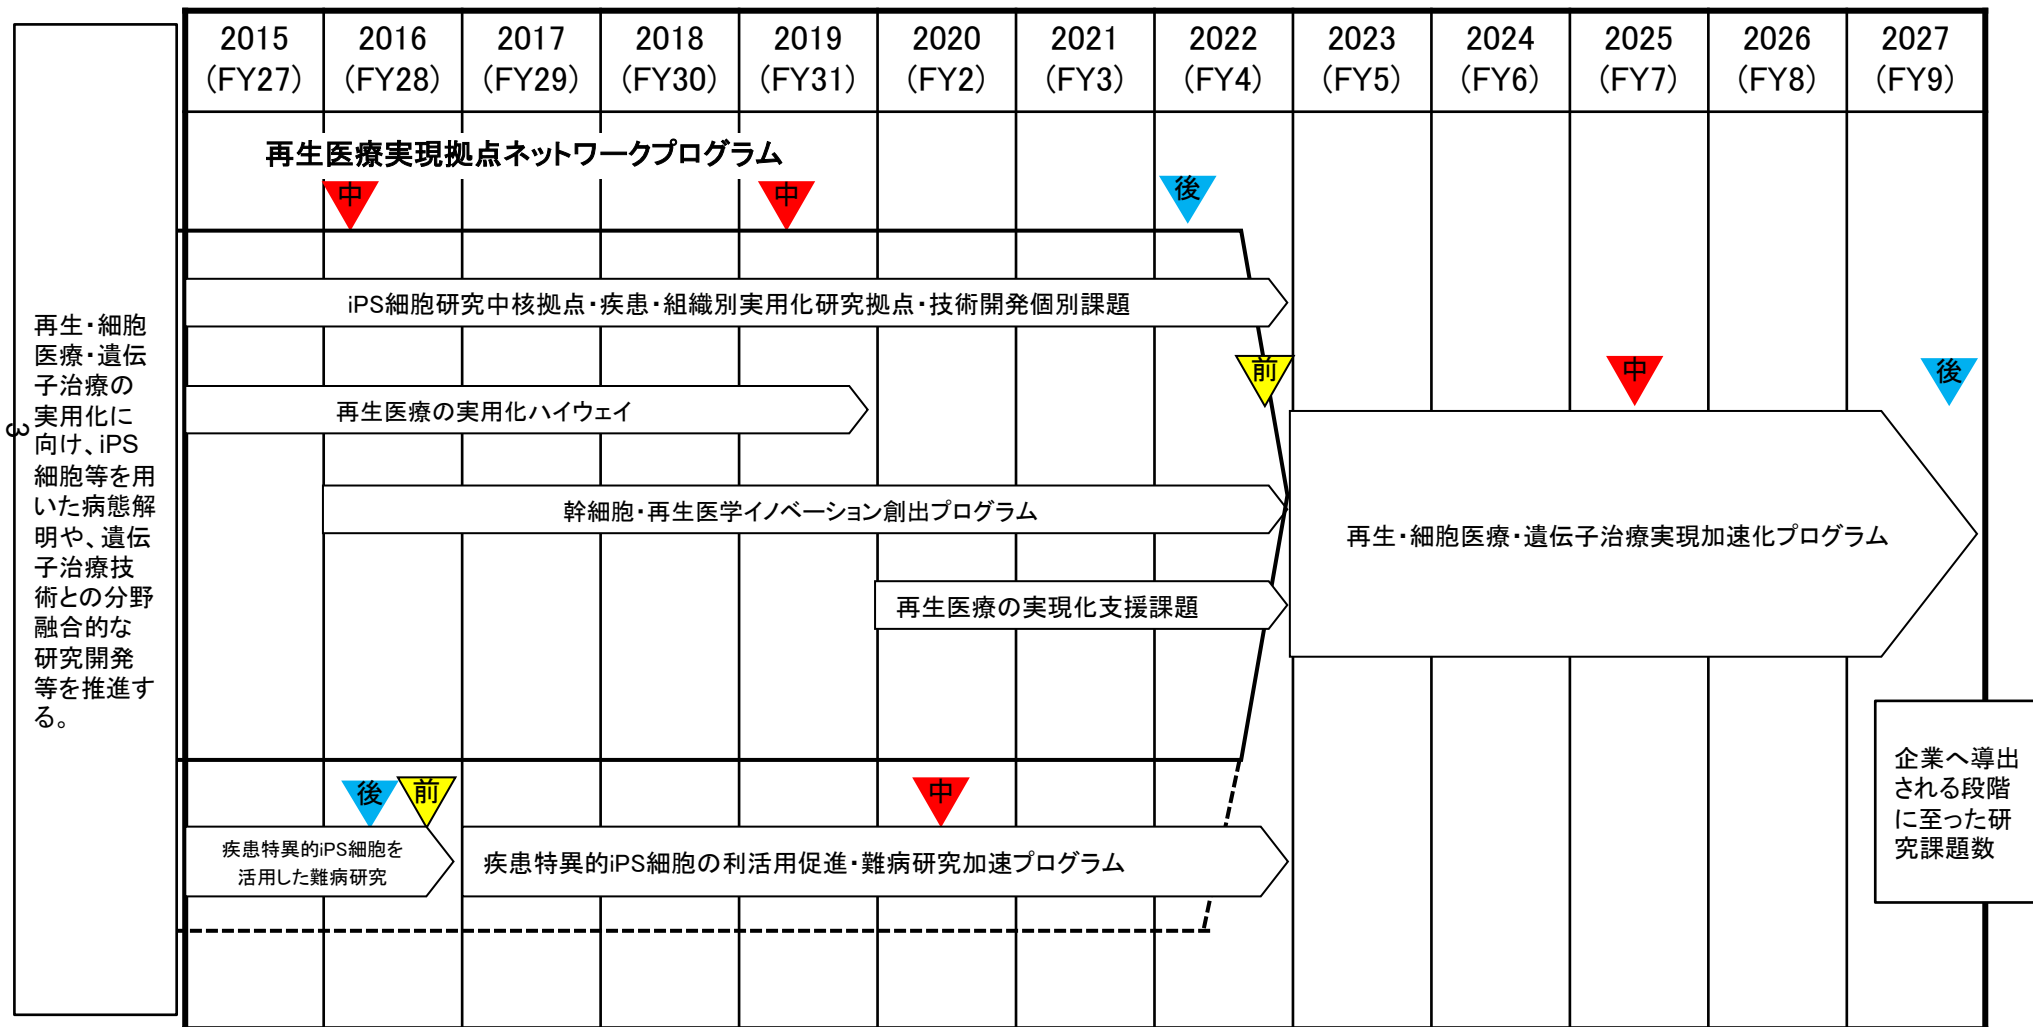 2015
(FY27)
2016
(FY28)
2017
(FY29)
2018
(FY30)
2019
(FY31)
2020
(FY2)
2021
(FY3)
2022
(FY4)
2023
(FY5)
2024
(FY6)
2025
(FY7)
2026
(FY8)
2027
(FY9)
3
再生・細胞
医療・遺伝
子治療の
実用化に
向け、iPS
細胞等を用
いた病態解
明や、遺伝
子治療技
術との分野
融合的な
研究開発
等を推進す
る。
再生医療実現拠点ネットワークプログラム
中
中
後
iPS細胞研究中核拠点・疾患・組織別実用化研究拠点・技術開発個別課題
前
中
後
再生医療の実用化ハイウェイ
幹細胞・再生医学イノベーション創出プログラム
再生・細胞医療・遺伝子治療実現加速化プログラム
再生医療の実現化支援課題
後
前
中
疾患特異的iPS細胞を
活用した難病研究
疾患特異的iPS細胞の利活用促進・難病研究加速プログラム
企業へ導出
される段階
に至った研
究課題数